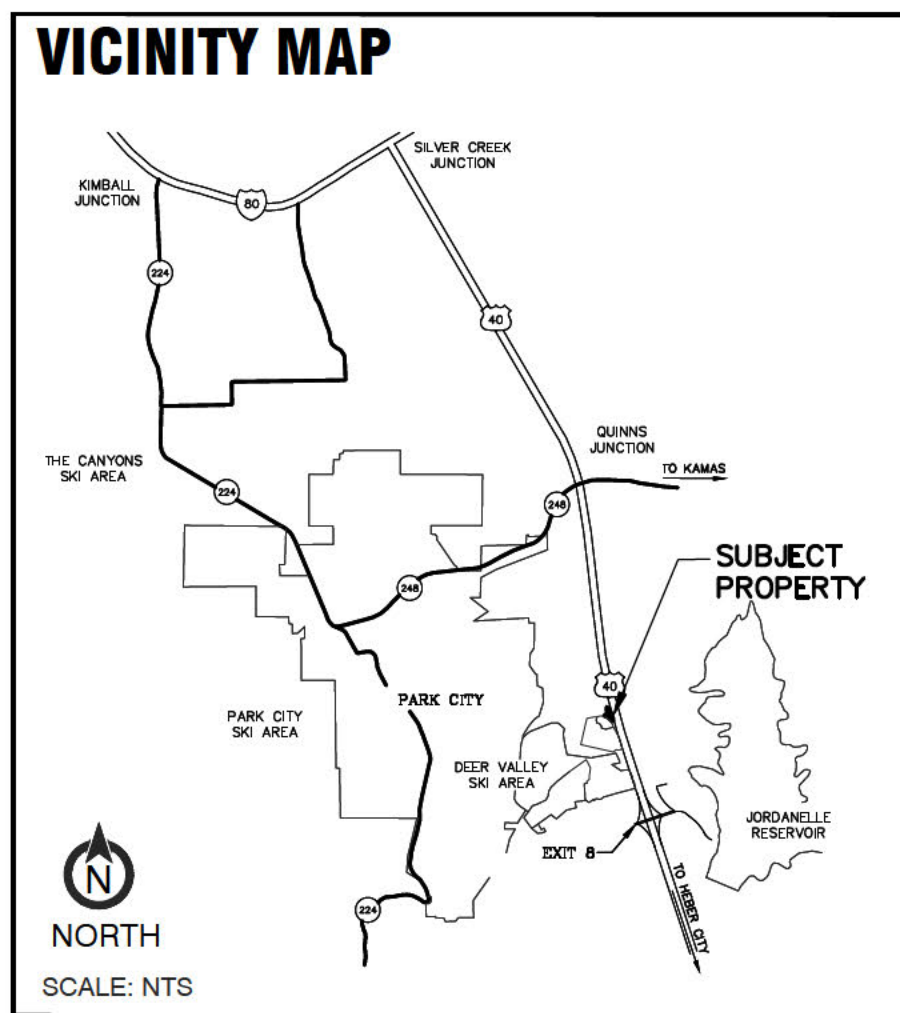 VICINITY MAP
SILVER CREEK
JUNCTION
KIMBALL
JUNCTION
80
224
40
QUINNS
JUNCTION
THE CANYONS
SKI AREA
TO KAMAS
224
248
SUBJECT
PROPERTY
248
40
PARK CITY
PARK CITY
SKI AREA
DEER VALLEY
SKI AREA
JORDANELLE
RESERVOIR
EXIT 8
TO HEBER CITY
N
224
NORTH
SCALE: NTS